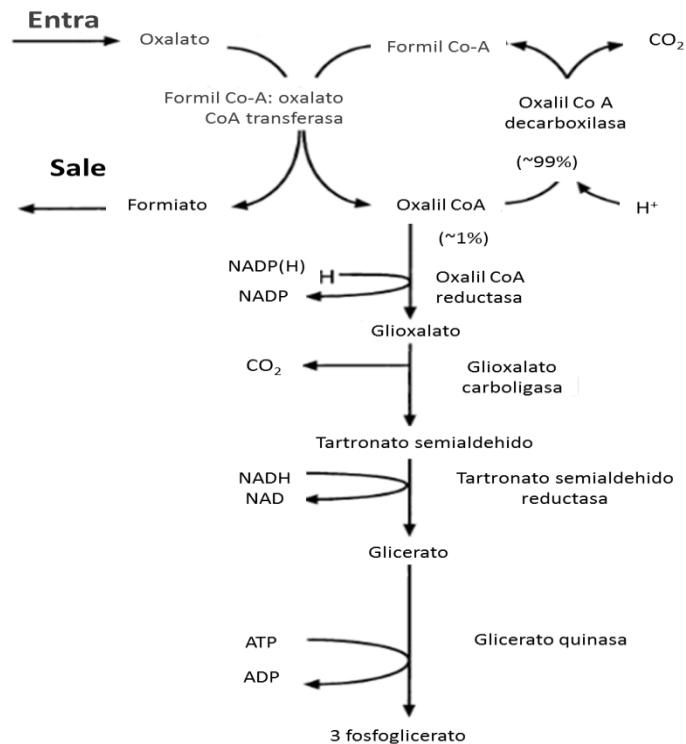 Entra
Oxalato
Formil Co-A
CO₂
Formil Co-A: oxalato
CoA transferasa
Oxalil Co A
decarboxilasa
(~99%)
Sale
Formiato
Oxalil CoA
H⁺
(~1%)
NADP(H)
H
NADP
Oxalil CoA
reductasa
Glioxalato
CO₂
Glioxalato
carboligasa
Tartronato semialdehido
NADH
NAD
Tartronato semialdehido
reductasa
Glicerato
ATP
ADP
Glicerato quinasa
3 fosfoglicerato